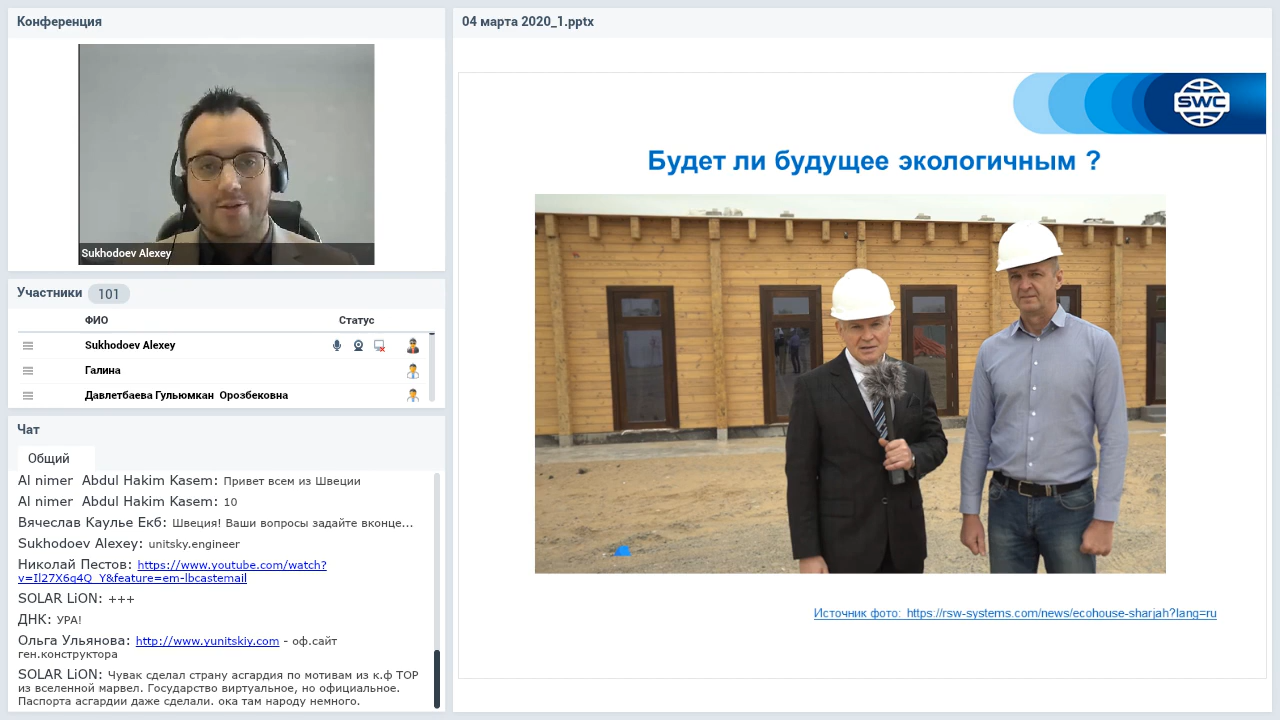 Конференция
Sukhodoev Alexey
Участники 101
ФИО Статус
Sukhodoev Alexey
Галина
Давлетбаева Гульюмкан Орозбековна
Чат
Общий
Al nimer Abdul Hakim Kasem: Привет всем из Швеции
Al nimer Abdul Hakim Kasem: 10
Вячеслав Каулье Екб: Швеция! Ваши вопросы задайте вконце...
Sukhodoev Alexey: unitsky.engineer
Николай Пестов: https://www.youtube.com/watch?
v=Il27X6q4Q_Y&feature=em-lbcastemail
SOLAR LiON: +++
ДНК: УРА!
Ольга Ульянова: http://www.yunitskiy.com - оф.сайт
ген.конструктора
SOLAR LiON: Чувак сделал страну асгардия по мотивам из к.ф ТОР
из вселенной марвел. Государство виртуальное, но официальное.
Паспорта асгардии даже сделали. ока там народу немного.
04 марта 2020_1.pptx
SWC
Будет ли будущее экологичным ?
Источник фото: https://rsw-systems.com/news/ecohouse-sharjah?lang=ru